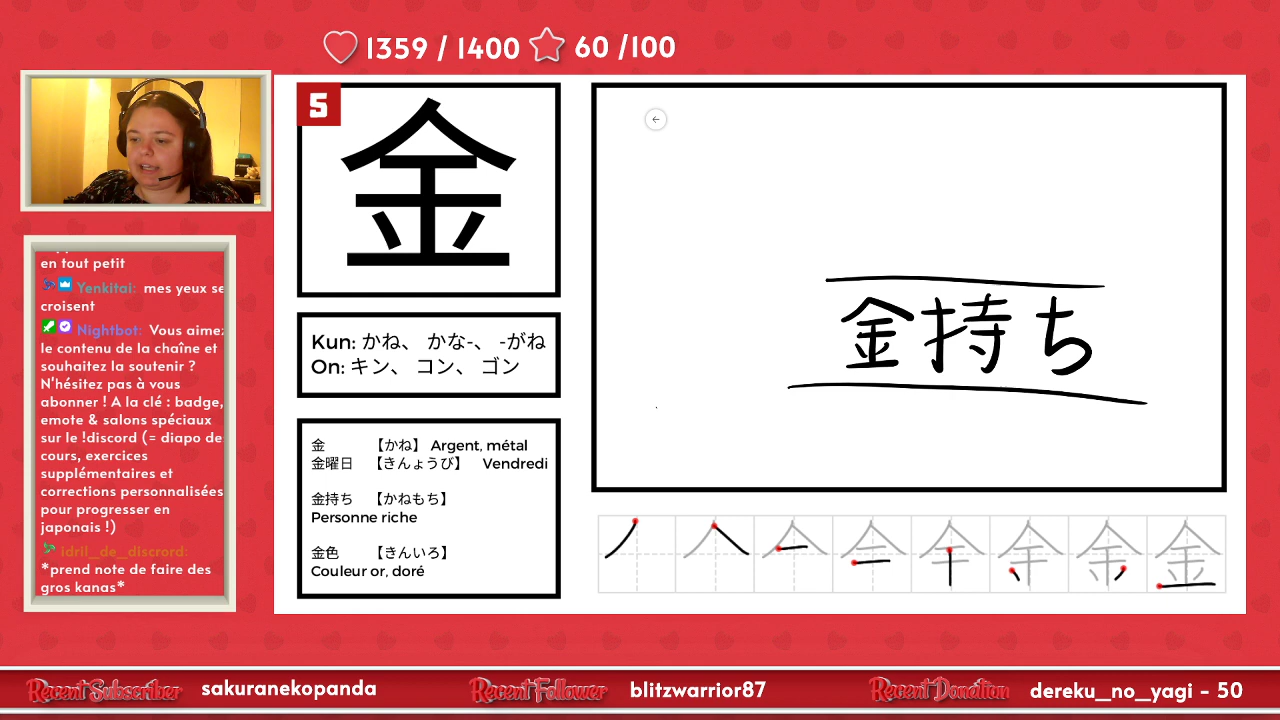 1359 / 1400 60 /100
5
金
Kun: かね、 かな-、 -がね
On: キン、 コン、 ゴン
金 【かね】 Argent, métal
金曜日 【きんょうび】 Vendredi
金持ち 【かねもち】
Personne riche
金色 【きんいろ】
Couleur or, doré
金持ち
en tout petit
Yenkitai: mes yeux se
croisent
Nightbot: Vous aimez
le contenu de la chaîne et
souhaitez la soutenir ?
N'hésitez pas à vous
abonner ! A la clé : badge,
emote & salons spéciaux
sur le !discord (= diapo de
cours, exercices
supplémentaires et
corrections personnalisées
pour progresser en
japonais !)
idril_de_discrord:
*prend note de faire des
gros kanas*
Recent Subscriber sakuranekopanda Recent Follower blitzwarrior87 Recent Donation dereku_no_yagi - 50